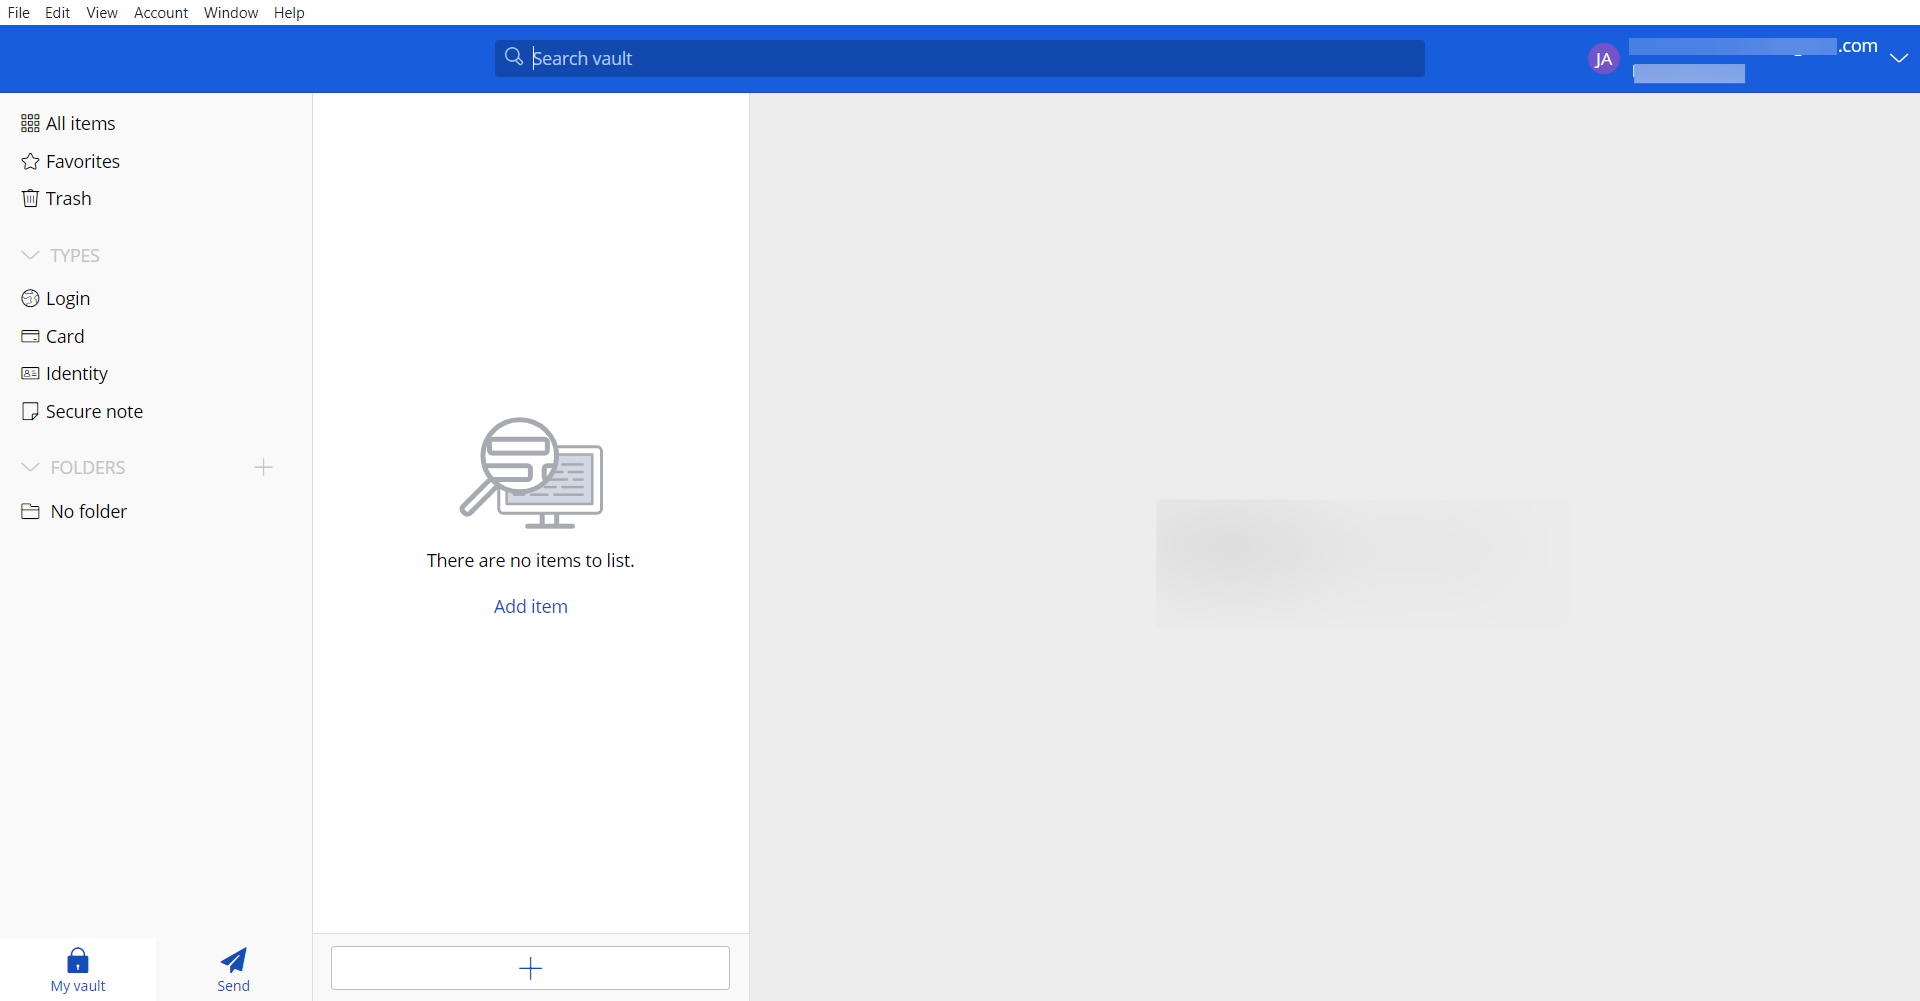 File Edit View Account Window Help
Search vault
JA
.com
All items
Favorites
Trash
TYPES
Login
Card
Identity
Secure note
FOLDERS
No folder
There are no items to list.
Add item
My vault
Send